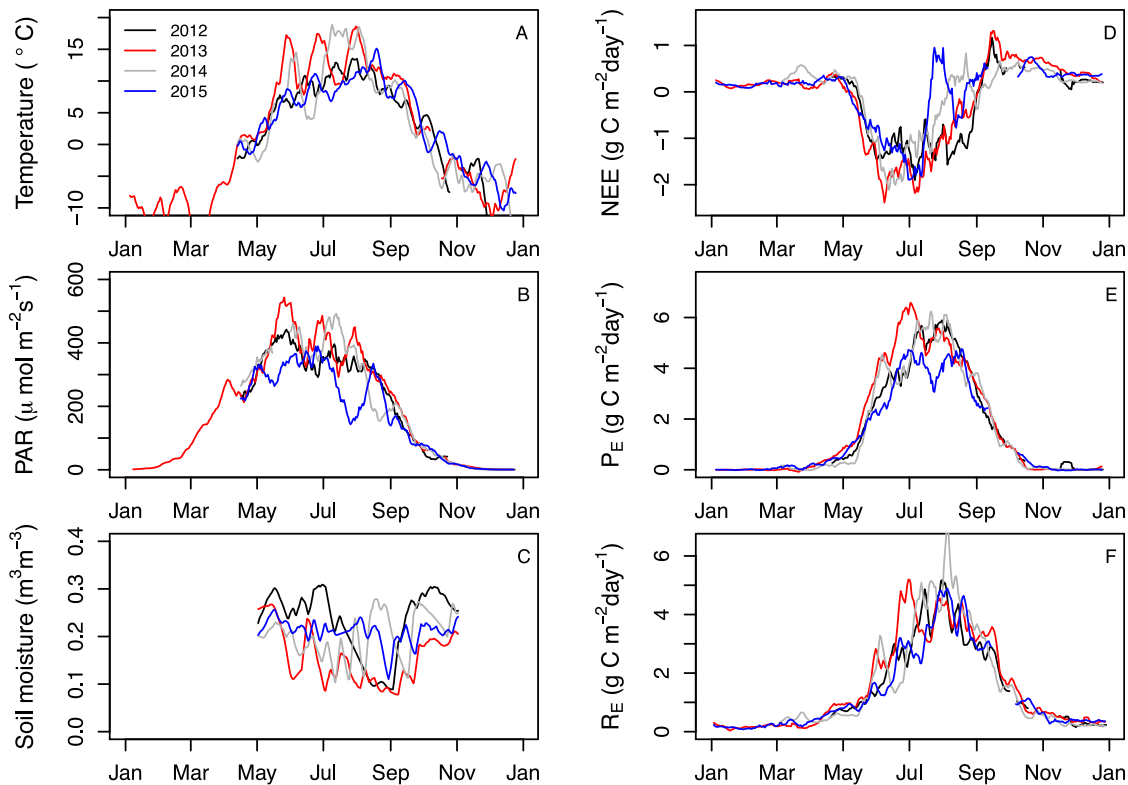 Temperature (°C)
15
5
0
−10
2012
2013
2014
2015
A
Jan Mar May Jul Sep Nov Jan
NEE (g C m−2day−1)
1
0
−1
−2
D
Jan Mar May Jul Sep Nov Jan
PAR (μ mol m−2s−1)
600
400
200
0
B
Jan Mar May Jul Sep Nov Jan
PE (g C m−2day−1)
6
4
2
0
E
Jan Mar May Jul Sep Nov Jan
Soil moisture (m3m−3)
0.4
0.3
0.2
0.1
0.0
C
Jan Mar May Jul Sep Nov Jan
RE (g C m−2day−1)
6
4
2
0
F
Jan Mar May Jul Sep Nov Jan